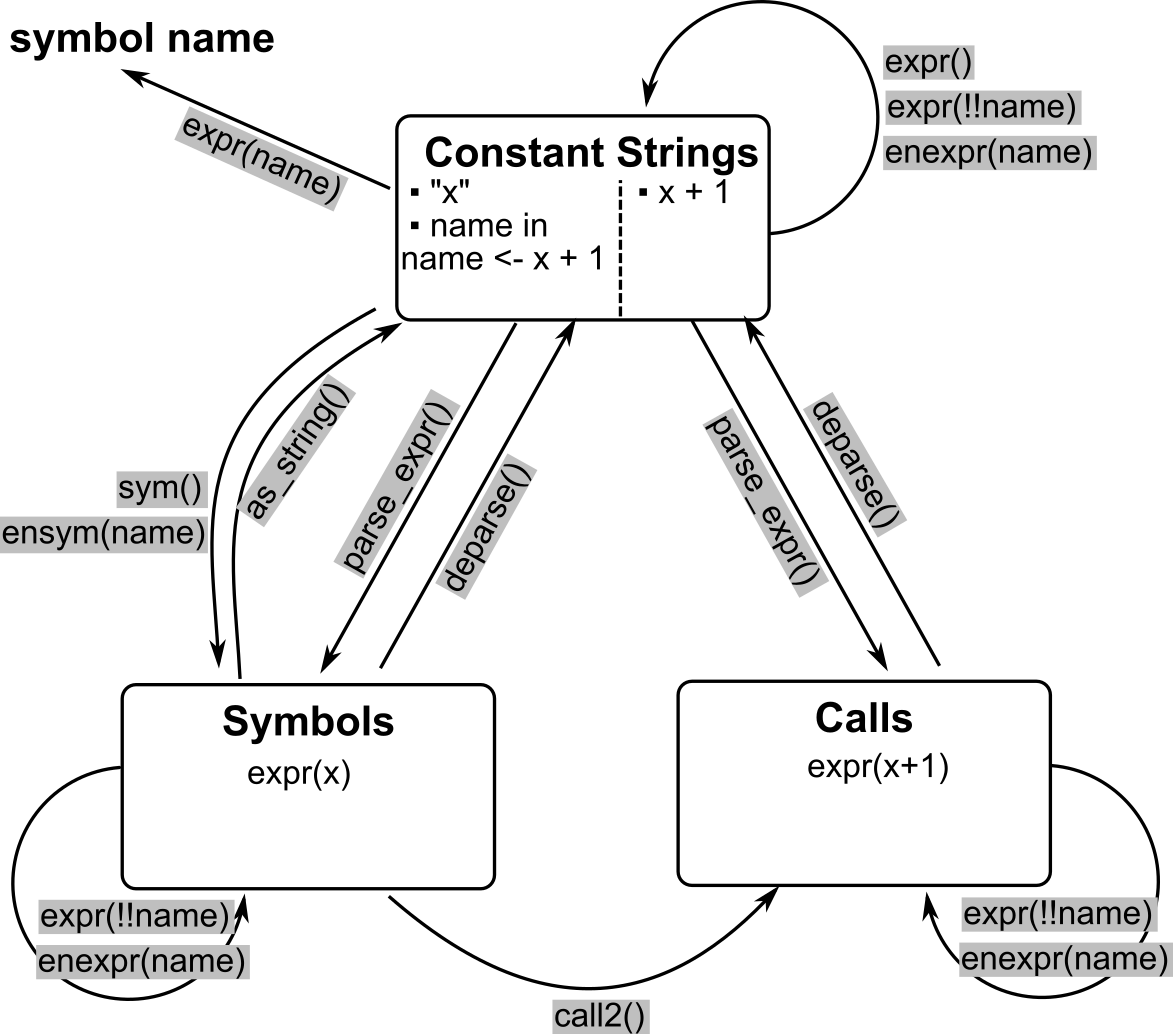 symbol name
expr(name)
expr()
expr(!!name)
enexpr(name)
Constant Strings
▪ "x"
▪ name in
name <- x + 1
▪ x + 1
sym()
ensym(name)
as_string()
parse_expr()
deparse()
parse_expr()
deparse()
Symbols
expr(x)
Calls
expr(x+1)
expr(!!name)
enexpr(name)
expr(!!name)
enexpr(name)
call2()